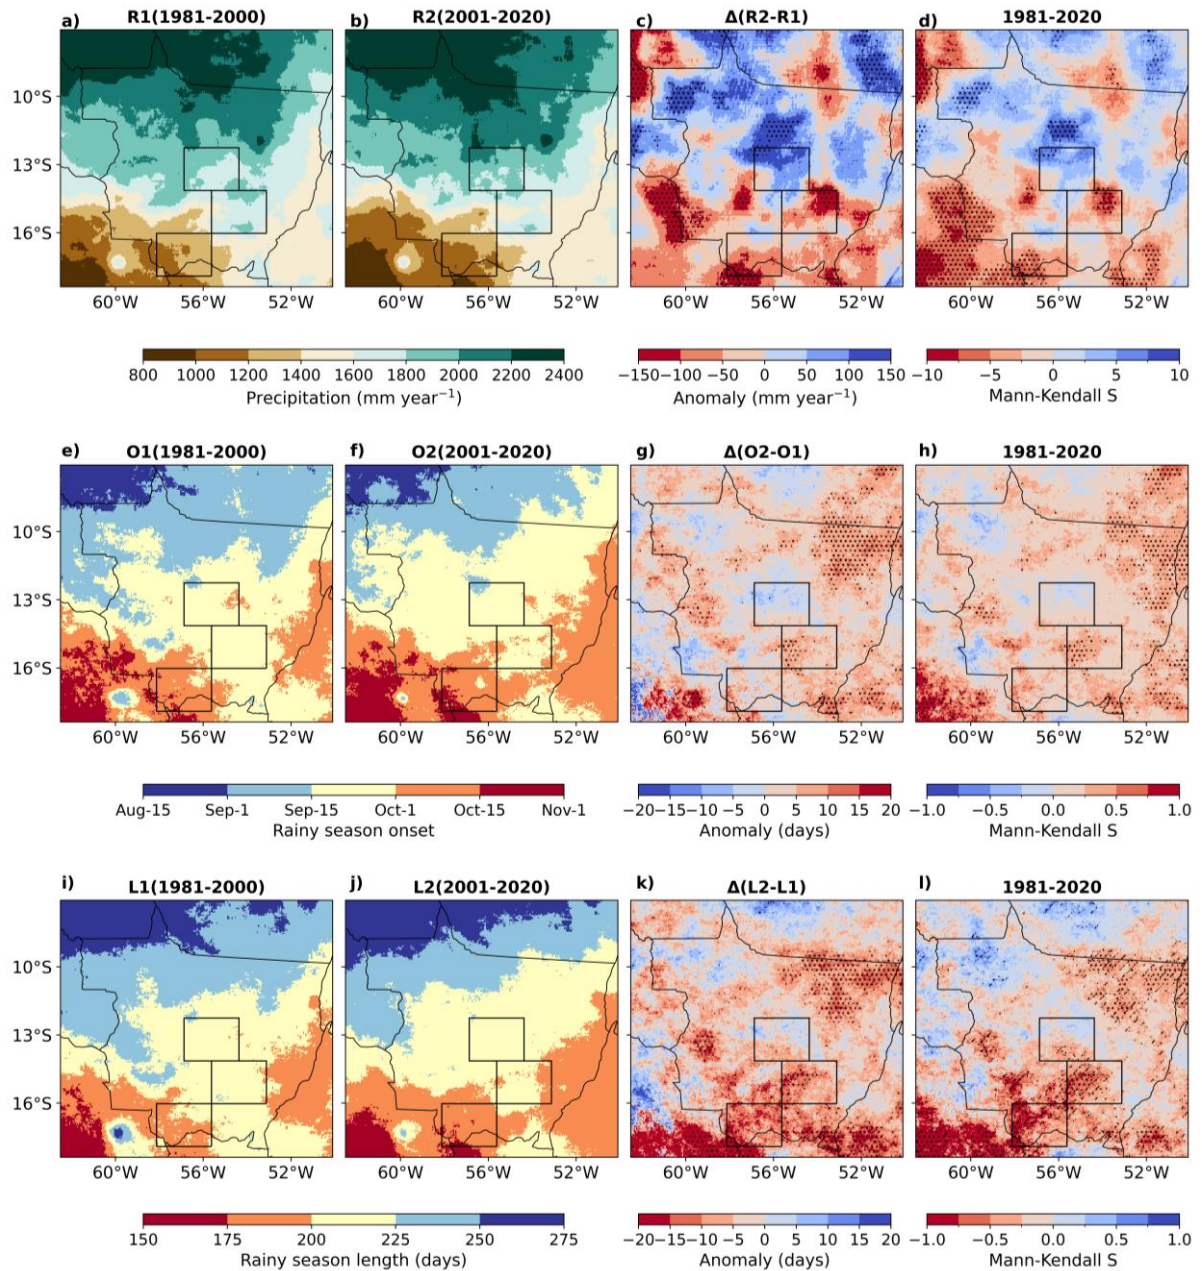 a) R1(1981-2000) b) R2(2001-2020) c) Δ(R2-R1) d) 1981-2020
10°S
13°S
16°S
60°W 56°W 52°W 60°W 56°W 52°W 60°W 56°W 52°W 60°W 56°W 52°W
800 1000 1200 1400 1600 1800 2000 2200 2400 −150 −100 −50 0 50 100 150 −10 −5 0 5 10
Precipitation (mm year⁻¹) Anomaly (mm year⁻¹) Mann-Kendall S
e) O1(1981-2000) f) O2(2001-2020) g) Δ(O2-O1) h) 1981-2020
10°S
13°S
16°S
60°W 56°W 52°W 60°W 56°W 52°W 60°W 56°W 52°W 60°W 56°W 52°W
Aug-15 Sep-1 Sep-15 Oct-1 Oct-15 Nov-1 −20 −15 −10 −5 0 5 10 15 20 −1.0 −0.5 0.0 0.5 1.0
Rainy season onset Anomaly (days) Mann-Kendall S
i) L1(1981-2000) j) L2(2001-2020) k) Δ(L2-L1) l) 1981-2020
10°S
13°S
16°S
60°W 56°W 52°W 60°W 56°W 52°W 60°W 56°W 52°W 60°W 56°W 52°W
150 175 200 225 250 275 −20 −15 −10 −5 0 5 10 15 20 −1.0 −0.5 0.0 0.5 1.0
Rainy season length (days) Anomaly (days) Mann-Kendall S